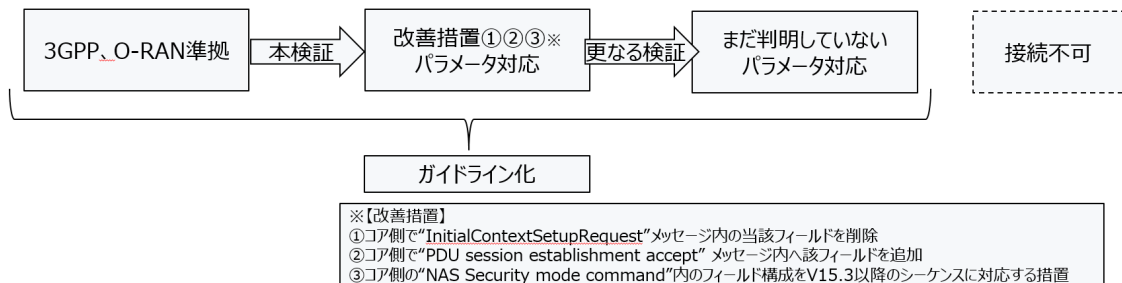 3GPP、O-RAN準拠
本検証
改善措置①②③※
パラメータ対応
更なる検証
まだ判明していない
パラメータ対応
接続不可
ガイドライン化
※【改善措置】
①コア側で“InitialContextSetupRequest”メッセージ内の当該フィールドを削除
②コア側で“PDU session establishment accept” メッセージ内へ該フィールドを追加
③コア側の“NAS Security mode command”内のフィールド構成をV15.3以降のシーケンスに対応する措置